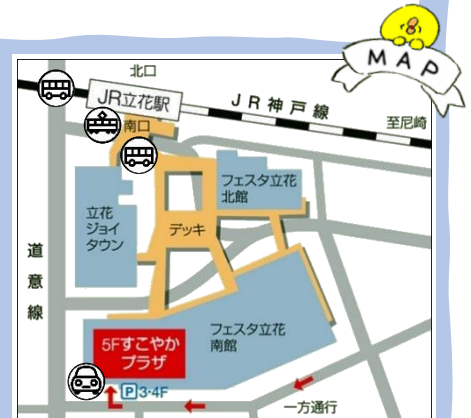 MAP
北口
JR立花駅
JR神戸線
至尼崎
南口
フェスタ立花
北館
立花
ジョイ
タウン
デッキ
道意線
フェスタ立花
南館
5Fすこやか
プラザ
P3・4F
一方通行